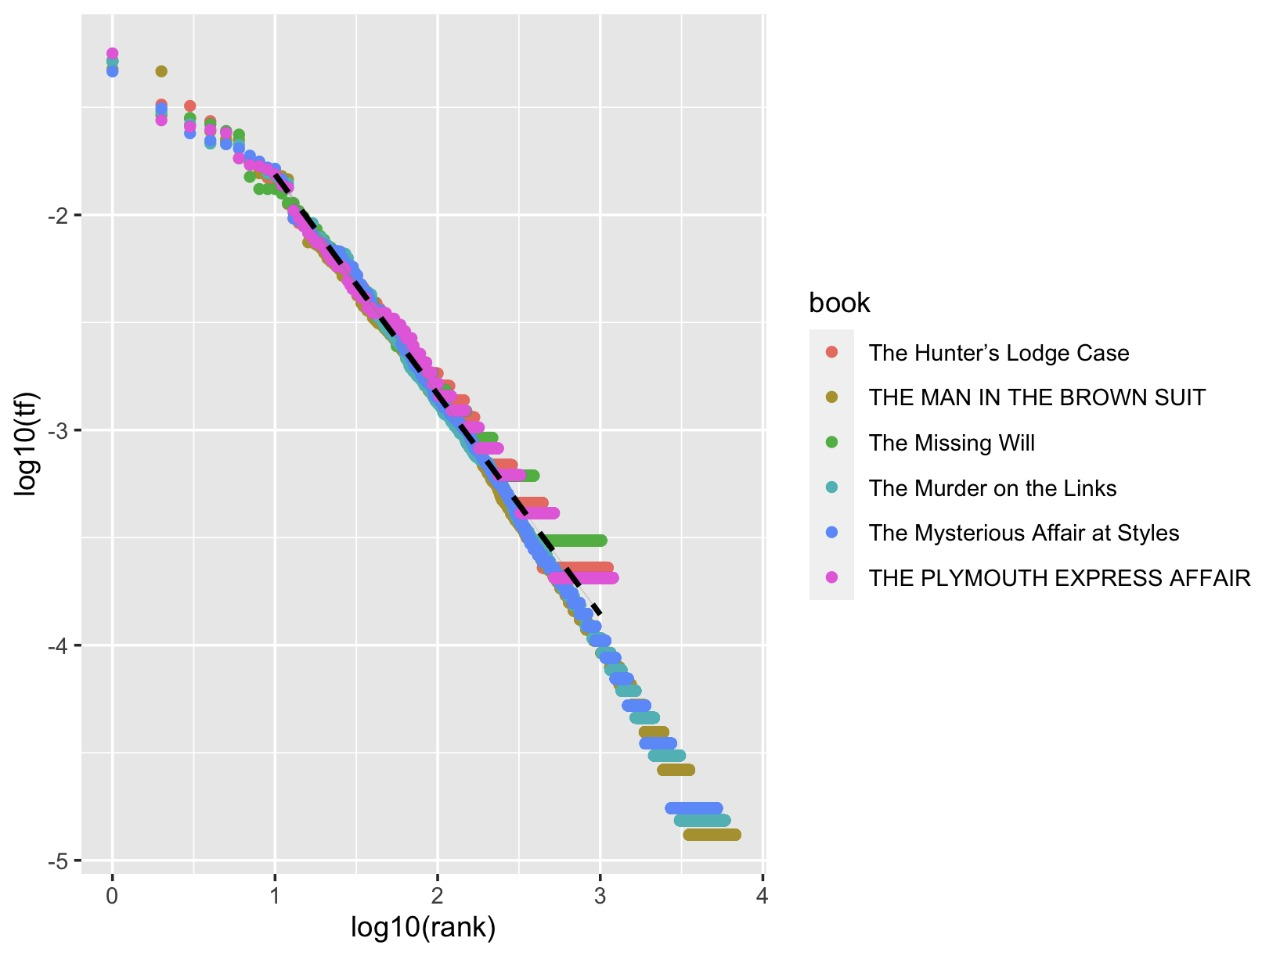 -2
-3
-4
-5
log10(tf)
0 1 2 3 4
log10(rank)
book
The Hunter’s Lodge Case
THE MAN IN THE BROWN SUIT
The Missing Will
The Murder on the Links
The Mysterious Affair at Styles
THE PLYMOUTH EXPRESS AFFAIR